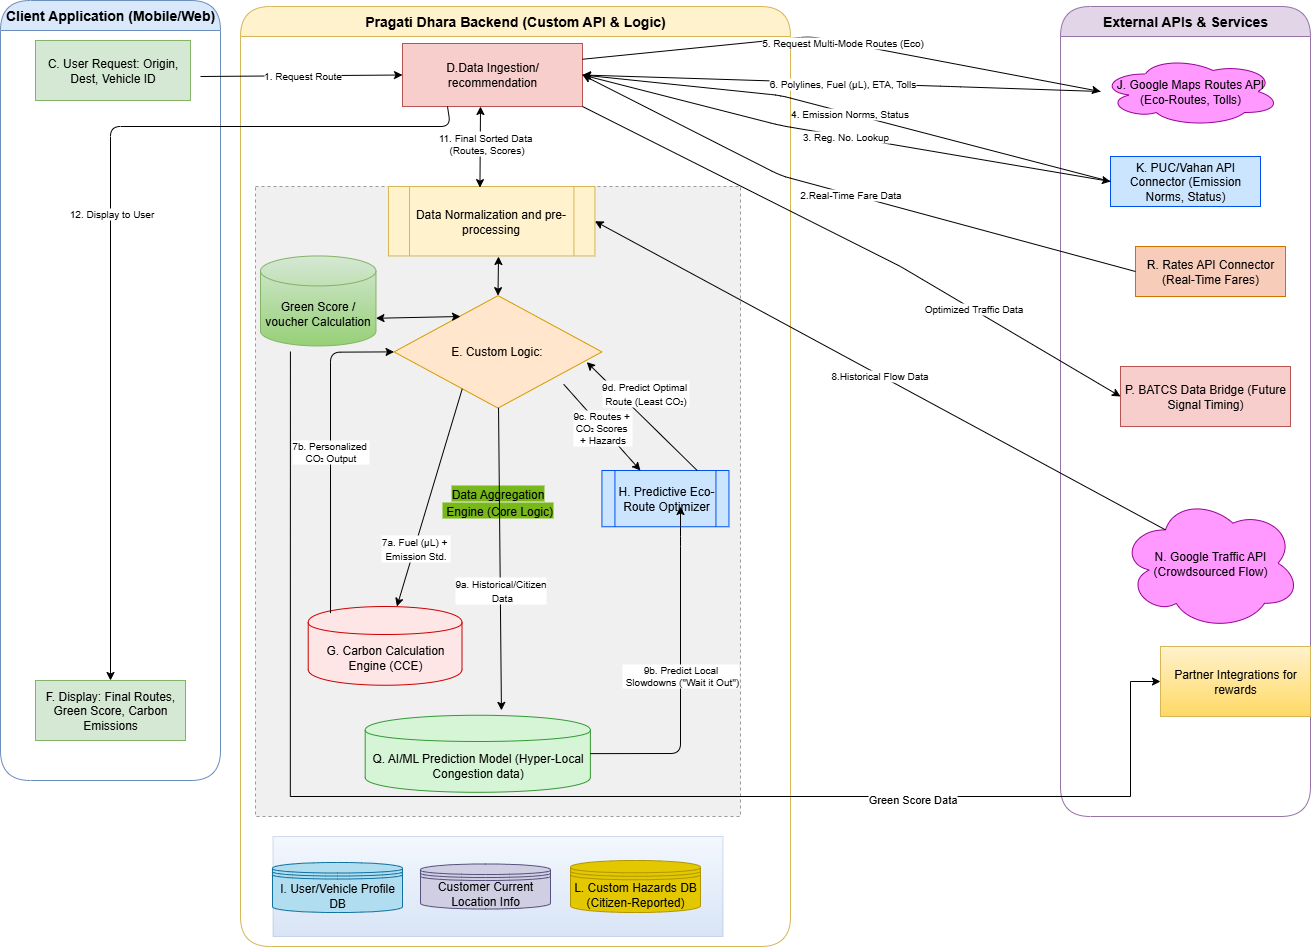 Client Application (Mobile/Web)
Pragati Dhara Backend (Custom API & Logic)
External APIs & Services
C. User Request: Origin,
Dest, Vehicle ID
1. Request Route
D.Data Ingestion/
recommendation
5. Request Multi-Mode Routes (Eco)
6. Polylines, Fuel (µL), ETA, Tolls
4. Emission Norms, Status
3. Reg. No. Lookup
2.Real-Time Fare Data
J. Google Maps Routes API
(Eco-Routes, Tolls)
K. PUC/Vahan API
Connector (Emission
Norms, Status)
R. Rates API Connector
(Real-Time Fares)
Optimized Traffic Data
P. BATCS Data Bridge (Future
Signal Timing)
8.Historical Flow Data
N. Google Traffic API
(Crowdsourced Flow)
Partner Integrations for
rewards
11. Final Sorted Data
(Routes, Scores)
12. Display to User
Data Normalization and pre-
processing
Green Score /
voucher Calculation
E. Custom Logic:
9d. Predict Optimal
Route (Least CO₂)
9c. Routes +
CO₂ Scores
+ Hazards
7b. Personalized
CO₂ Output
Data Aggregation
Engine (Core Logic)
H. Predictive Eco-
Route Optimizer
7a. Fuel (µL) +
Emission Std.
9a. Historical/Citizen
Data
G. Carbon Calculation
Engine (CCE)
9b. Predict Local
Slowdowns ("Wait it Out")
F. Display: Final Routes,
Green Score, Carbon
Emissions
Q. AI/ML Prediction Model (Hyper-Local
Congestion data)
Green Score Data
I. User/Vehicle Profile
DB
Customer Current
Location Info
L. Custom Hazards DB
(Citizen-Reported)